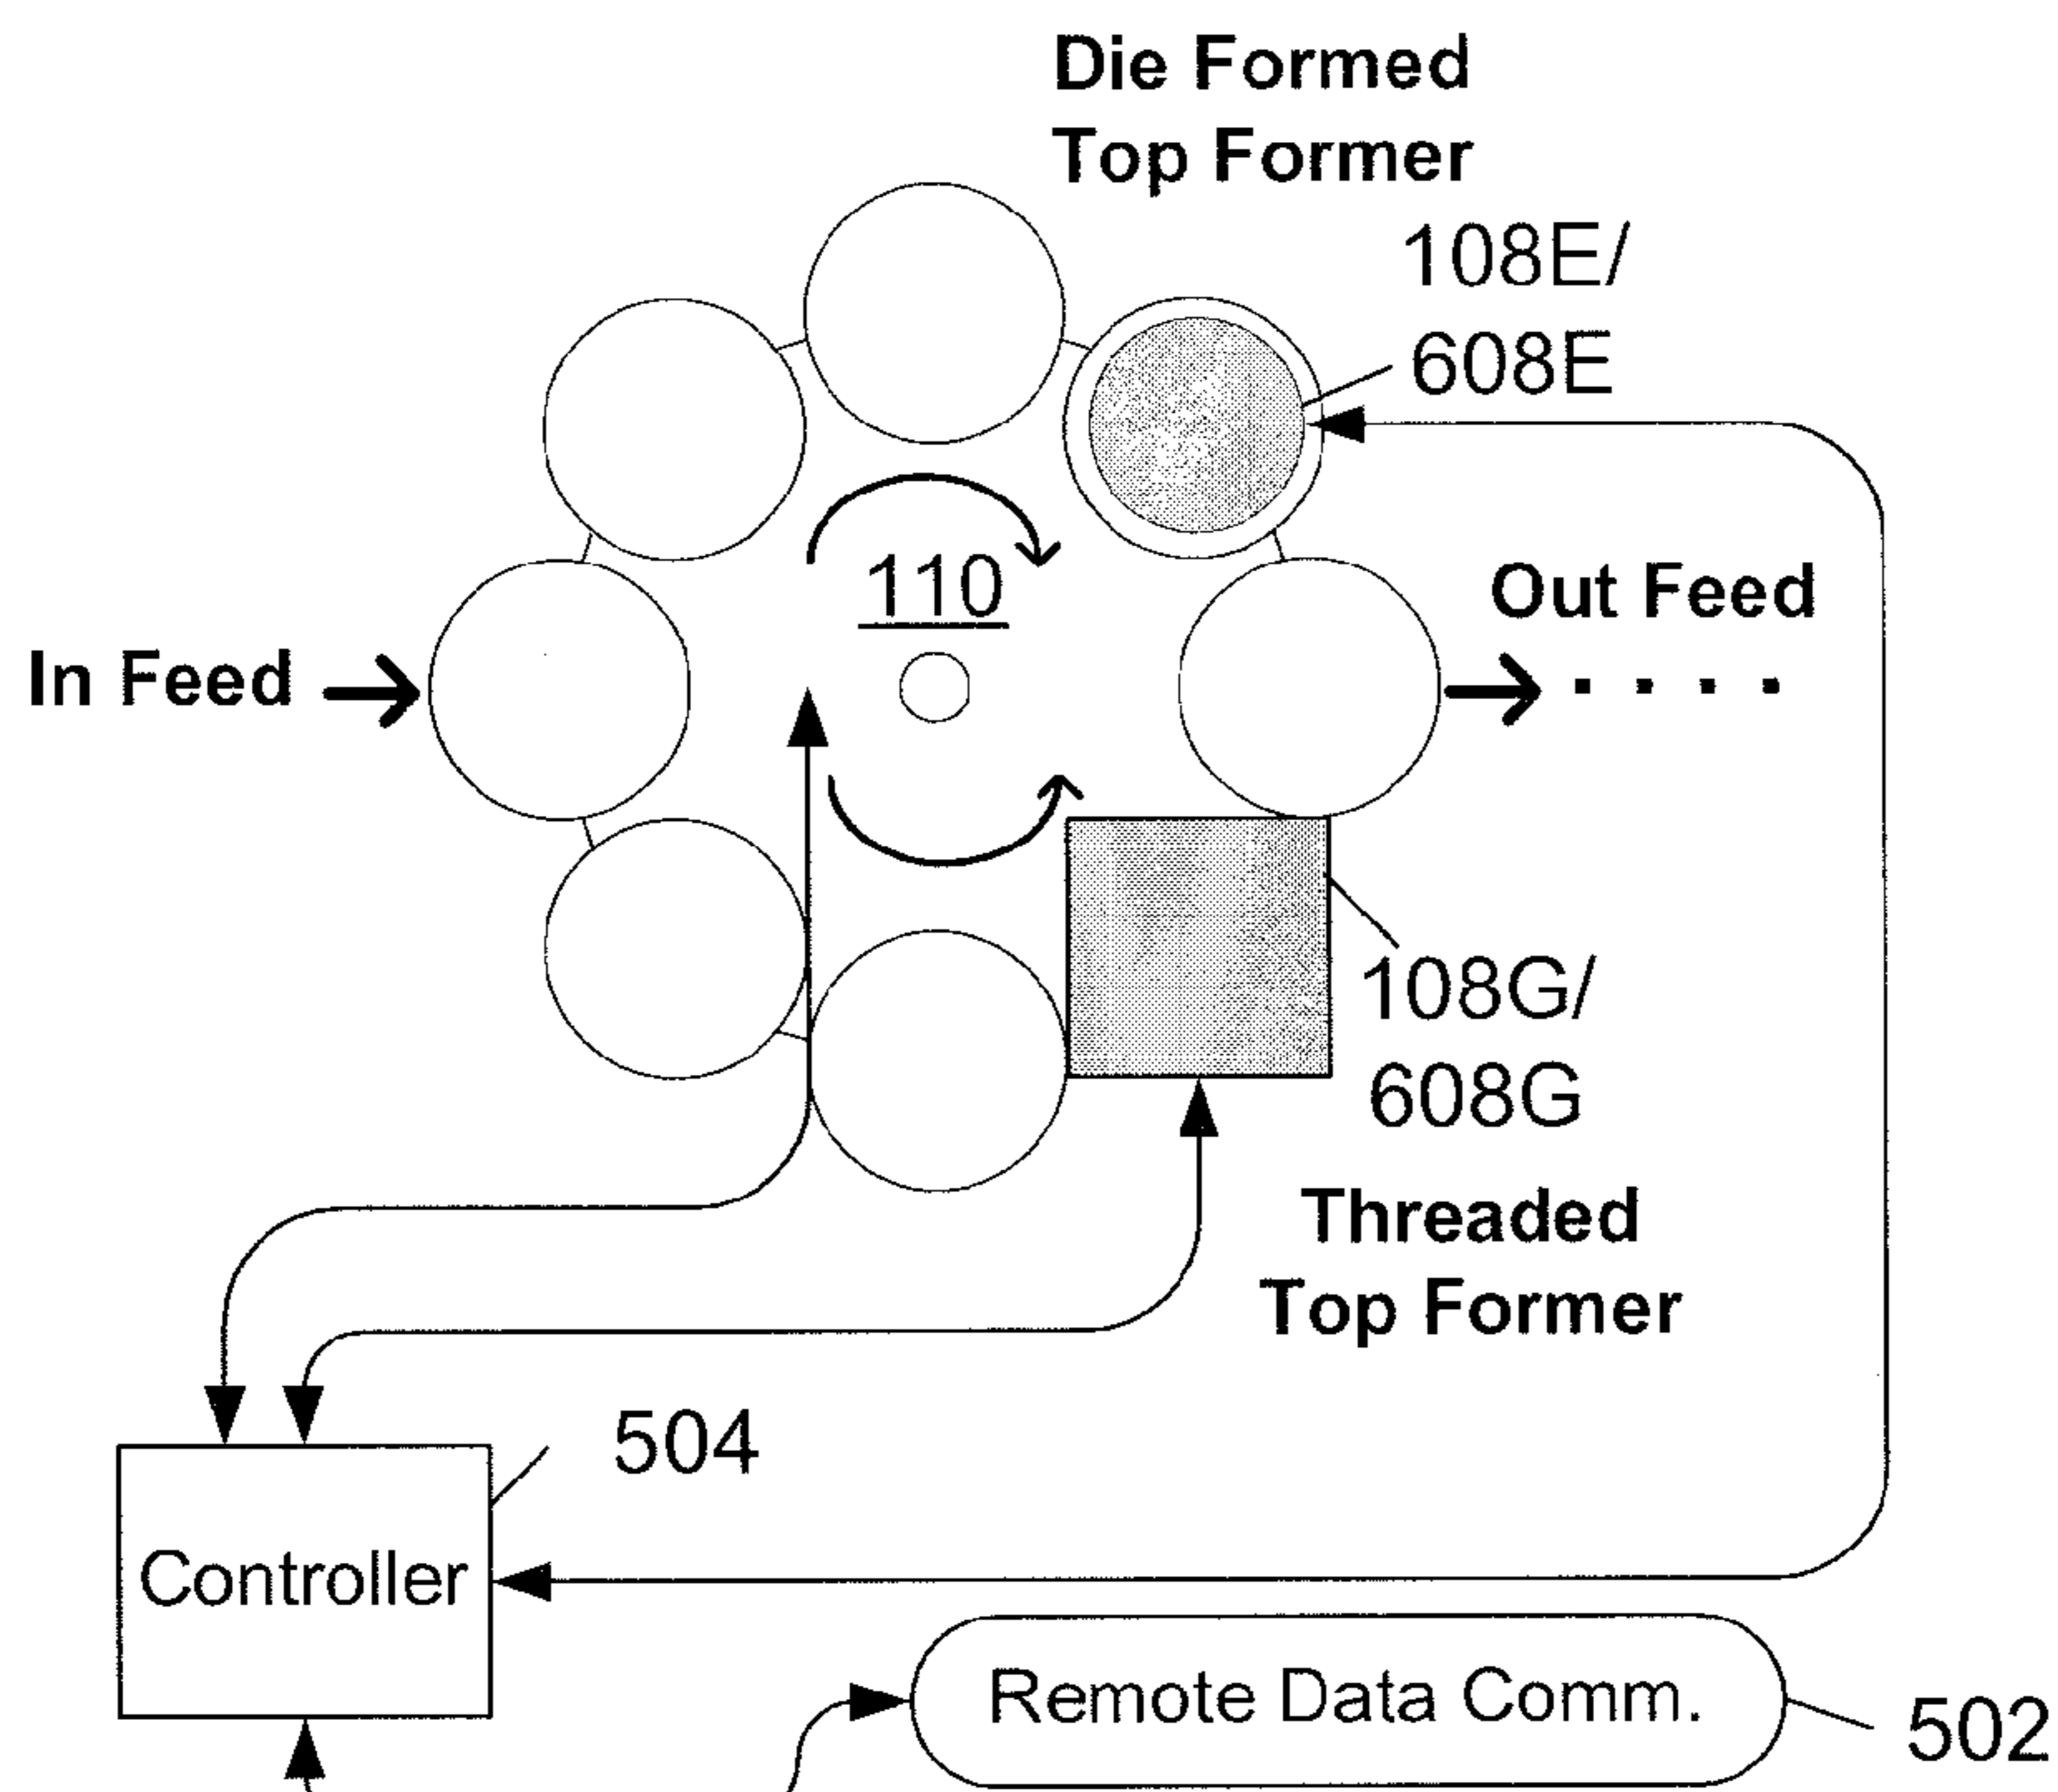 Die Formed
Top Former
108E/
608E
110
Out Feed
In Feed
108G/
608G
Threaded
Top Former
504
Controller
Remote Data Comm.
502